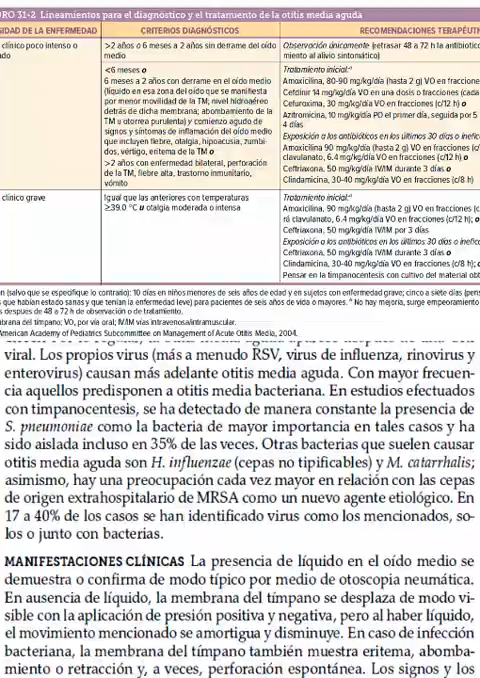 RO 31-2 Lineamientos para el diagnóstico y el tratamiento de la otitis media aguda
IDAD DE LA ENFERMEDAD CRITERIOS DIAGNÓSTICOS RECOMENDACIONES TERAPÉUTIC
clínico poco intenso o
ado
>2 años o 6 meses a 2 años sin derrame del oído
medio
Observación únicamente (retrasar 48 a 72 h la antibiotico
miento al alivio sintomático)
<6 meses o
6 meses a 2 años con derrame en el oído medio
(líquido en esa zona del oído que se manifiesta
por menor movilidad de la TM; nivel hidroaéreo
detrás de dicha membrana; abombamiento de la
TM u otorrea purulenta) y comienzo agudo de
signos y síntomas de inflamación del oído medio
que incluyen fiebre, otalgia, hipoacusia, zumbi-
dos, vértigo, eritema de la TM o
>2 años con enfermedad bilateral, perforación
de la TM, fiebre alta, trastorno inmunitario,
vómito
Tratamiento inicial:
Amoxicilina, 80-90 mg/kg/día (hasta 2 g) VO en fraccione
Cefdinir 14 mg/kg/día VO en una dosis o fracciones (cada
Cefuroxima, 30 mg/kg/día VO en fracciones (c/12 h) o
Azitromicina, 10 mg/kg/día PO el primer día, seguida por 5
4 días
Exposición a los antibióticos en los últimos 30 días o inefic
Amoxicilina 90 mg/kg/día (hasta 2 g) VO en fracciones (c/
clavulanato, 6.4 mg/kg/día VO en fracciones (c/12 h) o
Ceftriaxona, 50 mg/kg/día IV/IM durante 3 días o
Clindamicina, 30-40 mg/kg/día VO en fracciones (c/8 h)
clínico grave
Igual que las anteriores con temperaturas
≥39.0 °C u otalgia moderada o intensa
Tratamiento inicial:
Amoxicilina, 90 mg/kg/día (hasta 2 g) VO en fracciones (c
rá clavulanato, 6.4 mg/kg/día VO en fracciones (c/12 h); o
Ceftriaxona, 50 mg/kg/día IV/IM por 3 días
Exposición a los antibióticos en los últimos 30 días o inefic
Ceftriaxona, 50 mg/kg/día IV/IM durante 3 días o
Clindamicina, 30-40 mg/kg/día VO en fracciones (c/8 h); o
Pensar en la timpanocentesis con cultivo del material obt
n (salvo que se especifique lo contrario): 10 días en niños menores de seis años de edad y en sujetos con enfermedad grave; cinco a siete días (pens
s que habían estado sanas y que tenían la enfermedad leve) para pacientes de seis años de vida o mayores. No hay mejoría, surge empeoramiento
s después de 48 a 72 h de observación o de tratamiento.
brana del tímpano; VO, por vía oral; IV/IM vías intravenosa/intramuscular.
American Academy of Pediatrics Subcommittee on Management of Acute Otitis Media, 2004.
viral. Los propios virus (más a menudo RSV, virus de influenza, rinovirus y
enterovirus) causan más adelante otitis media aguda. Con mayor frecuen-
cia aquellos predisponen a otitis media bacteriana. En estudios efectuados
con timpanocentesis, se ha detectado de manera constante la presencia de
S. pneumoniae como la bacteria de mayor importancia en tales casos y ha
sido aislada incluso en 35% de las veces. Otras bacterias que suelen causar
otitis media aguda son H. influenzae (cepas no tipificables) y M. catarrhalis;
asimismo, hay una preocupación cada vez mayor en relación con las cepas
de origen extrahospitalario de MRSA como un nuevo agente etiológico. En
17 a 40% de los casos se han identificado virus como los mencionados, so-
los o junto con bacterias.
MANIFESTACIONES CLÍNICAS La presencia de líquido en el oído medio se
demuestra o confirma de modo típico por medio de otoscopia neumática.
En ausencia de líquido, la membrana del tímpano se desplaza de modo vi-
sible con la aplicación de presión positiva y negativa, pero al haber líquido,
el movimiento mencionado se amortigua y disminuye. En caso de infección
bacteriana, la membrana del tímpano también muestra eritema, abomba-
miento o retracción y, a veces, perforación espontánea. Los signos y los